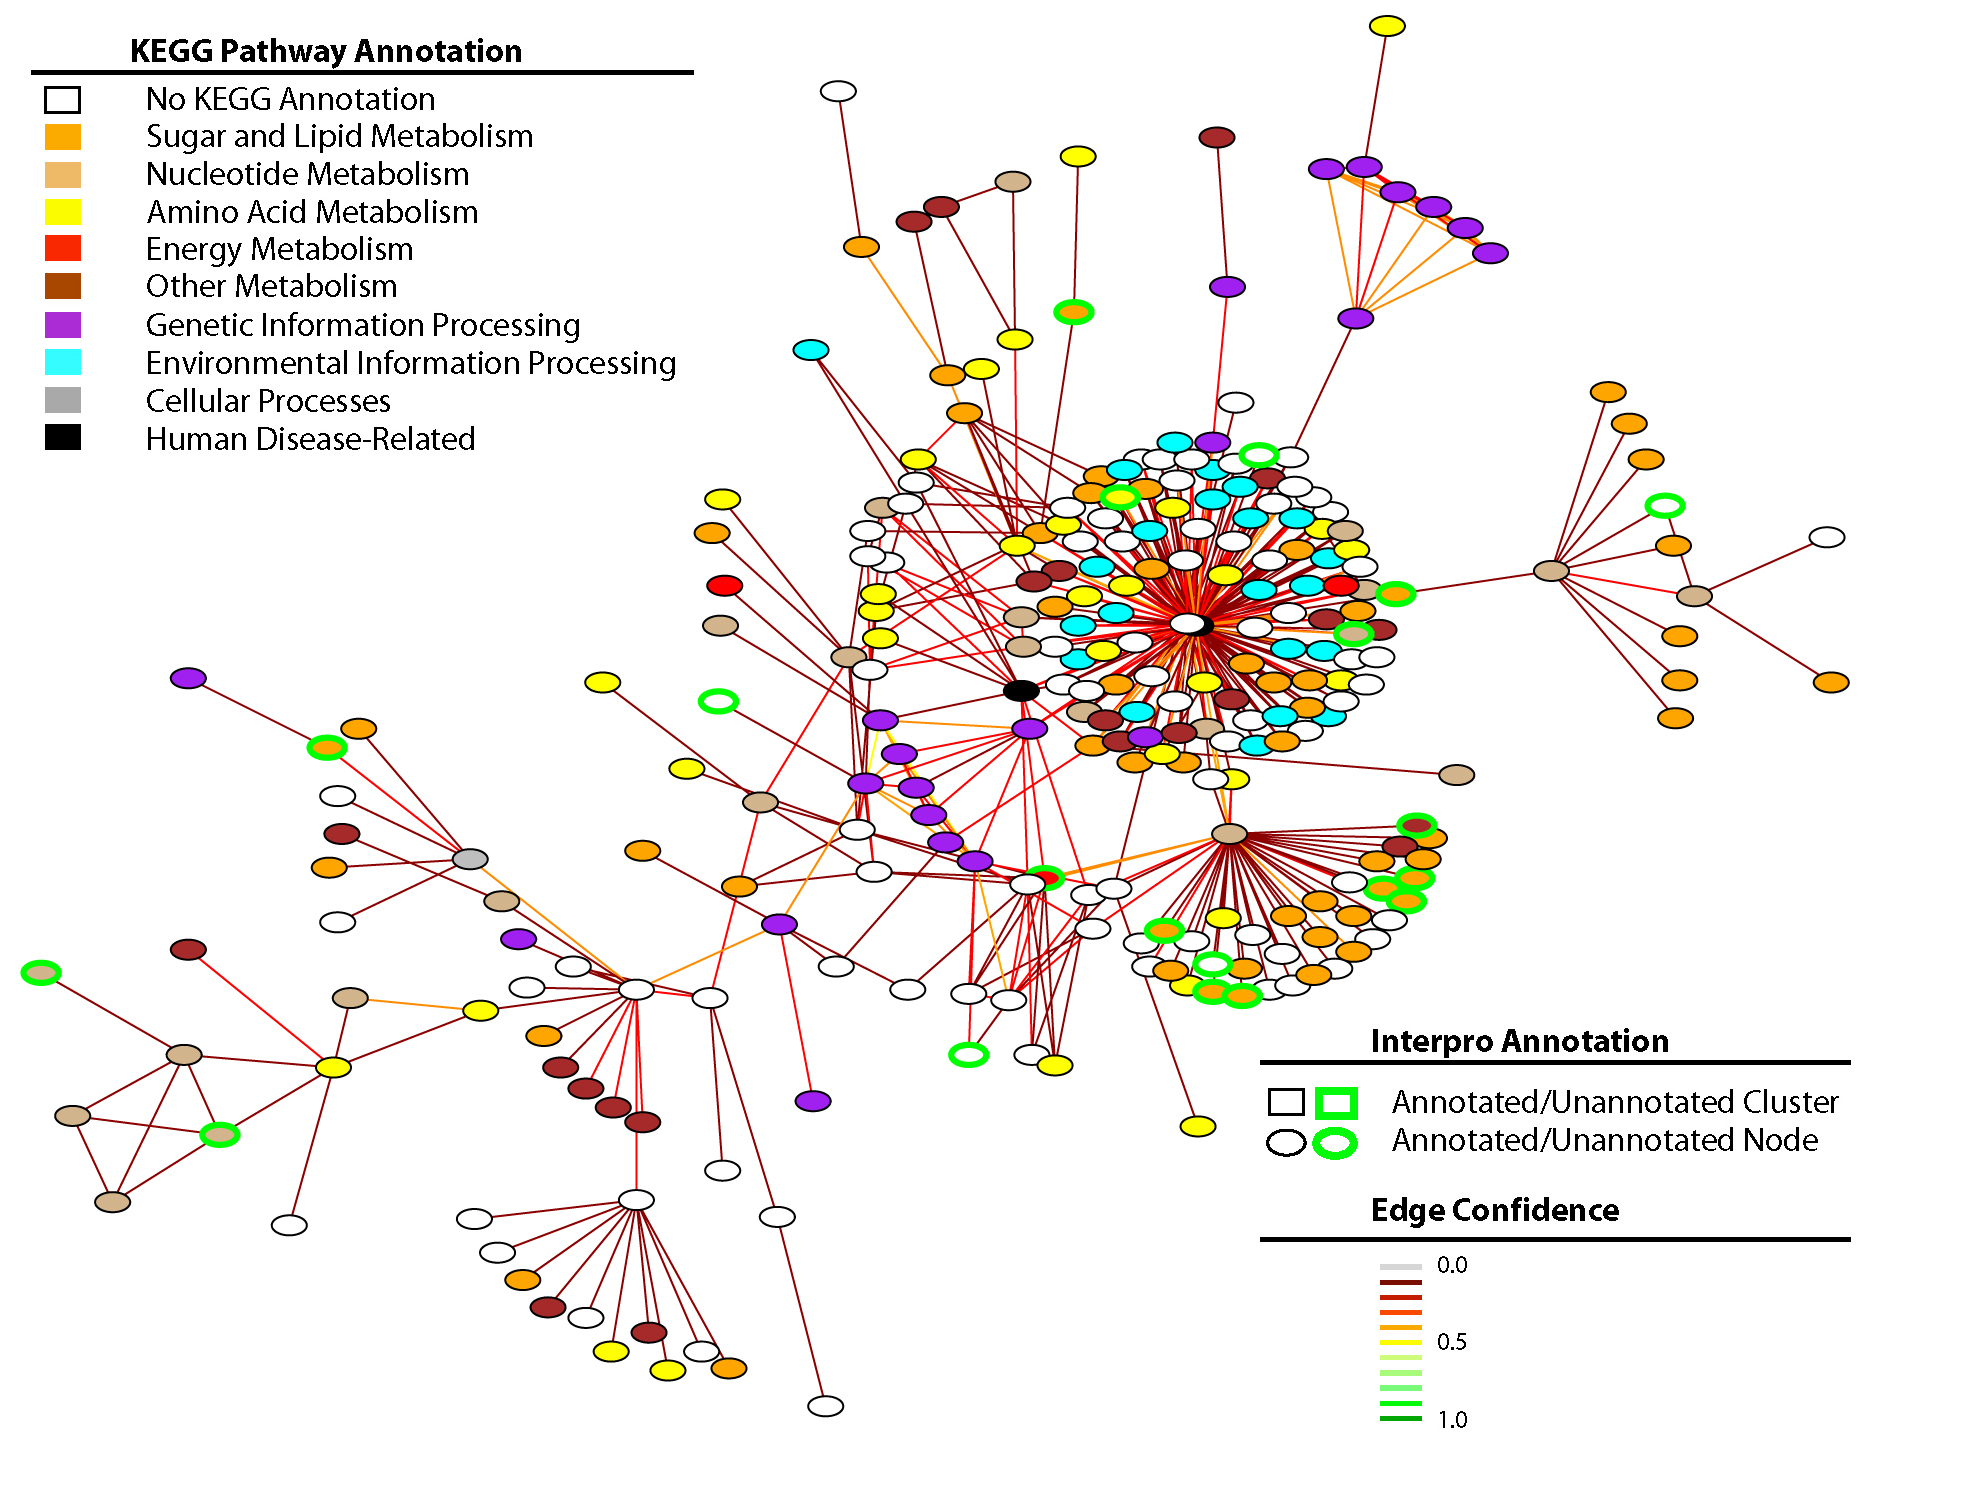 KEGG Pathway Annotation
No KEGG Annotation
Sugar and Lipid Metabolism
Nucleotide Metabolism
Amino Acid Metabolism
Energy Metabolism
Other Metabolism
Genetic Information Processing
Environmental Information Processing
Cellular Processes
Human Disease-Related
Interpro Annotation
Annotated/Unannotated Cluster
Annotated/Unannotated Node
Edge Confidence
0.0
0.5
1.0